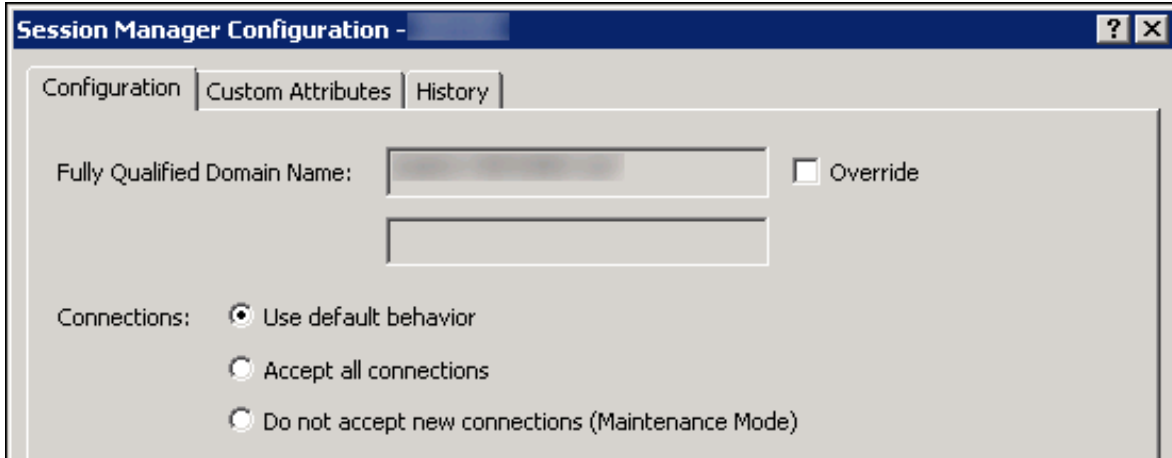 Session Manager Configuration -
Configuration Custom Attributes History
Fully Qualified Domain Name: Override
Connections: Use default behavior
Accept all connections
Do not accept new connections (Maintenance Mode)